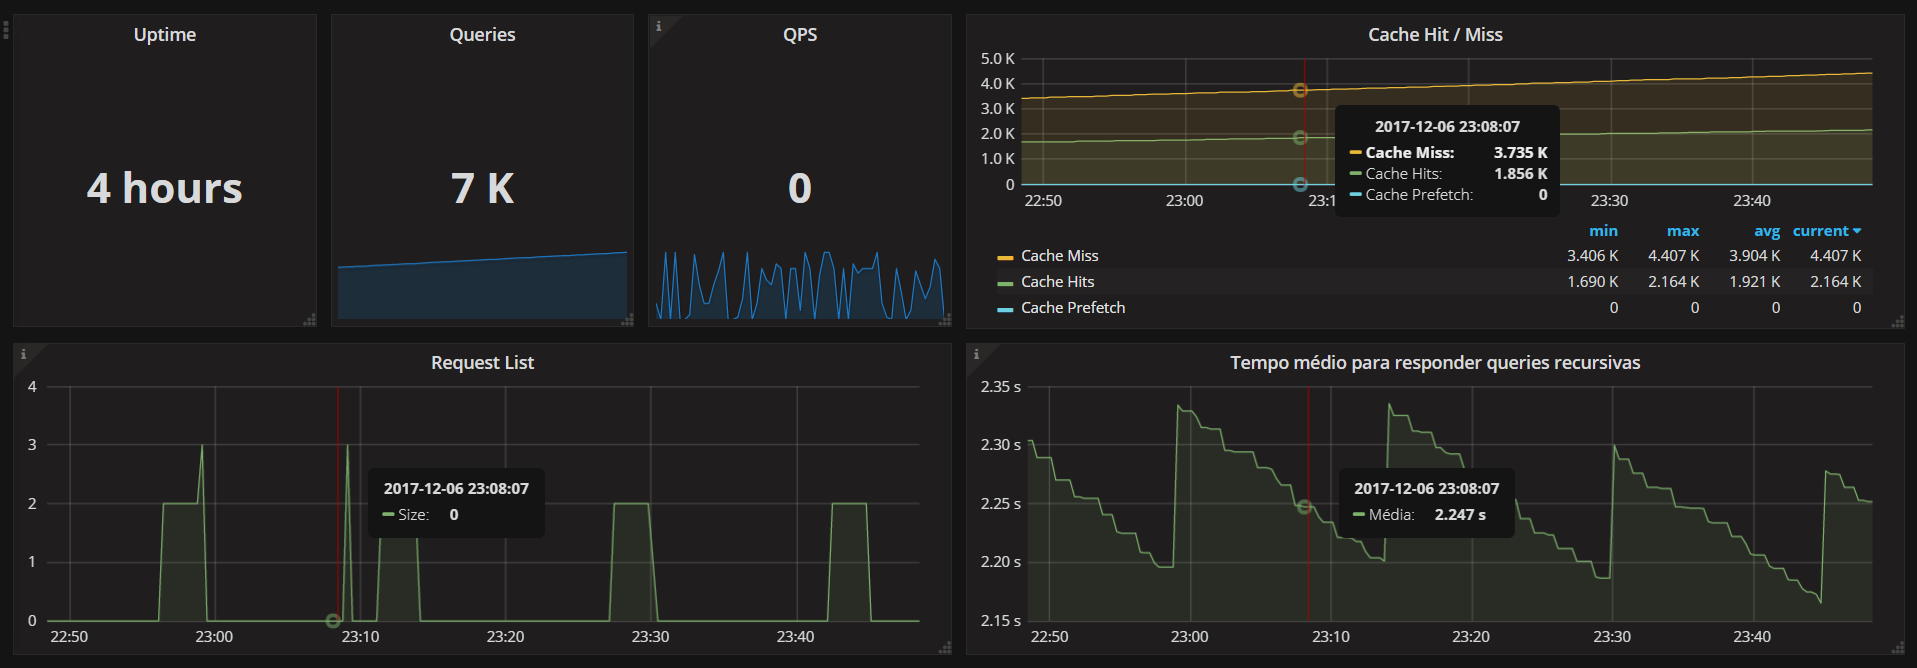 Uptime
4 hours
Queries
7 K
i
QPS
0
Cache Hit / Miss
5.0 K
4.0 K
3.0 K
2.0 K
1.0 K
0
22:50 23:00 23:1 23:30 23:40
2017-12-06 23:08:07
Cache Miss: 3.735 K
Cache Hits: 1.856 K
Cache Prefetch: 0
min max avg current
Cache Miss 3.406 K 4.407 K 3.904 K 4.407 K
Cache Hits 1.690 K 2.164 K 1.921 K 2.164 K
Cache Prefetch 0 0 0 0
i
Request List
4
3
2
1
0
22:50 23:00 23:10 23:20 23:30 23:40
2017-12-06 23:08:07
Size: 0
i
Tempo médio para responder queries recursivas
2.35 s
2.30 s
2.25 s
2.20 s
2.15 s
22:50 23:00 23:10 23:20 23:30 23:40
2017-12-06 23:08:07
Média: 2.247 s